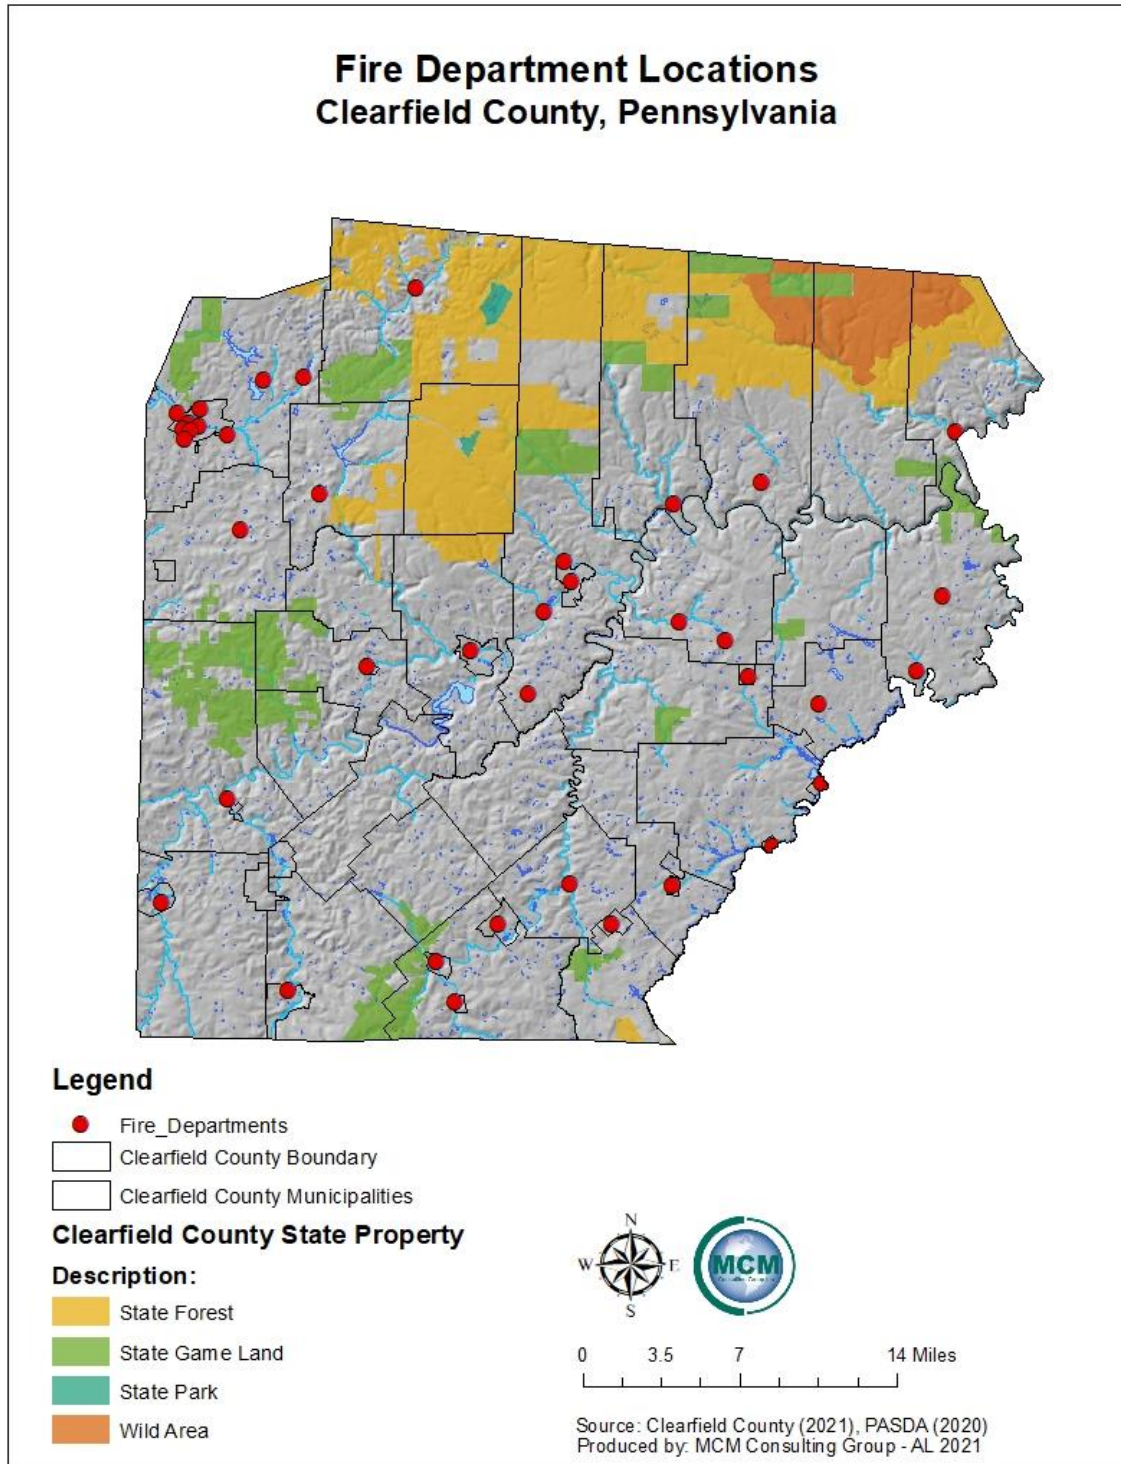 Fire Department Locations
Clearfield County, Pennsylvania
Legend
Fire_Departments
Clearfield County Boundary
Clearfield County Municipalities
Clearfield County State Property
Description:
State Forest
State Game Land
State Park
Wild Area
N
W E
S
MCM
0 3.5 7 14 Miles
Source: Clearfield County (2021), PASDA (2020)
Produced by: MCM Consulting Group - AL 2021